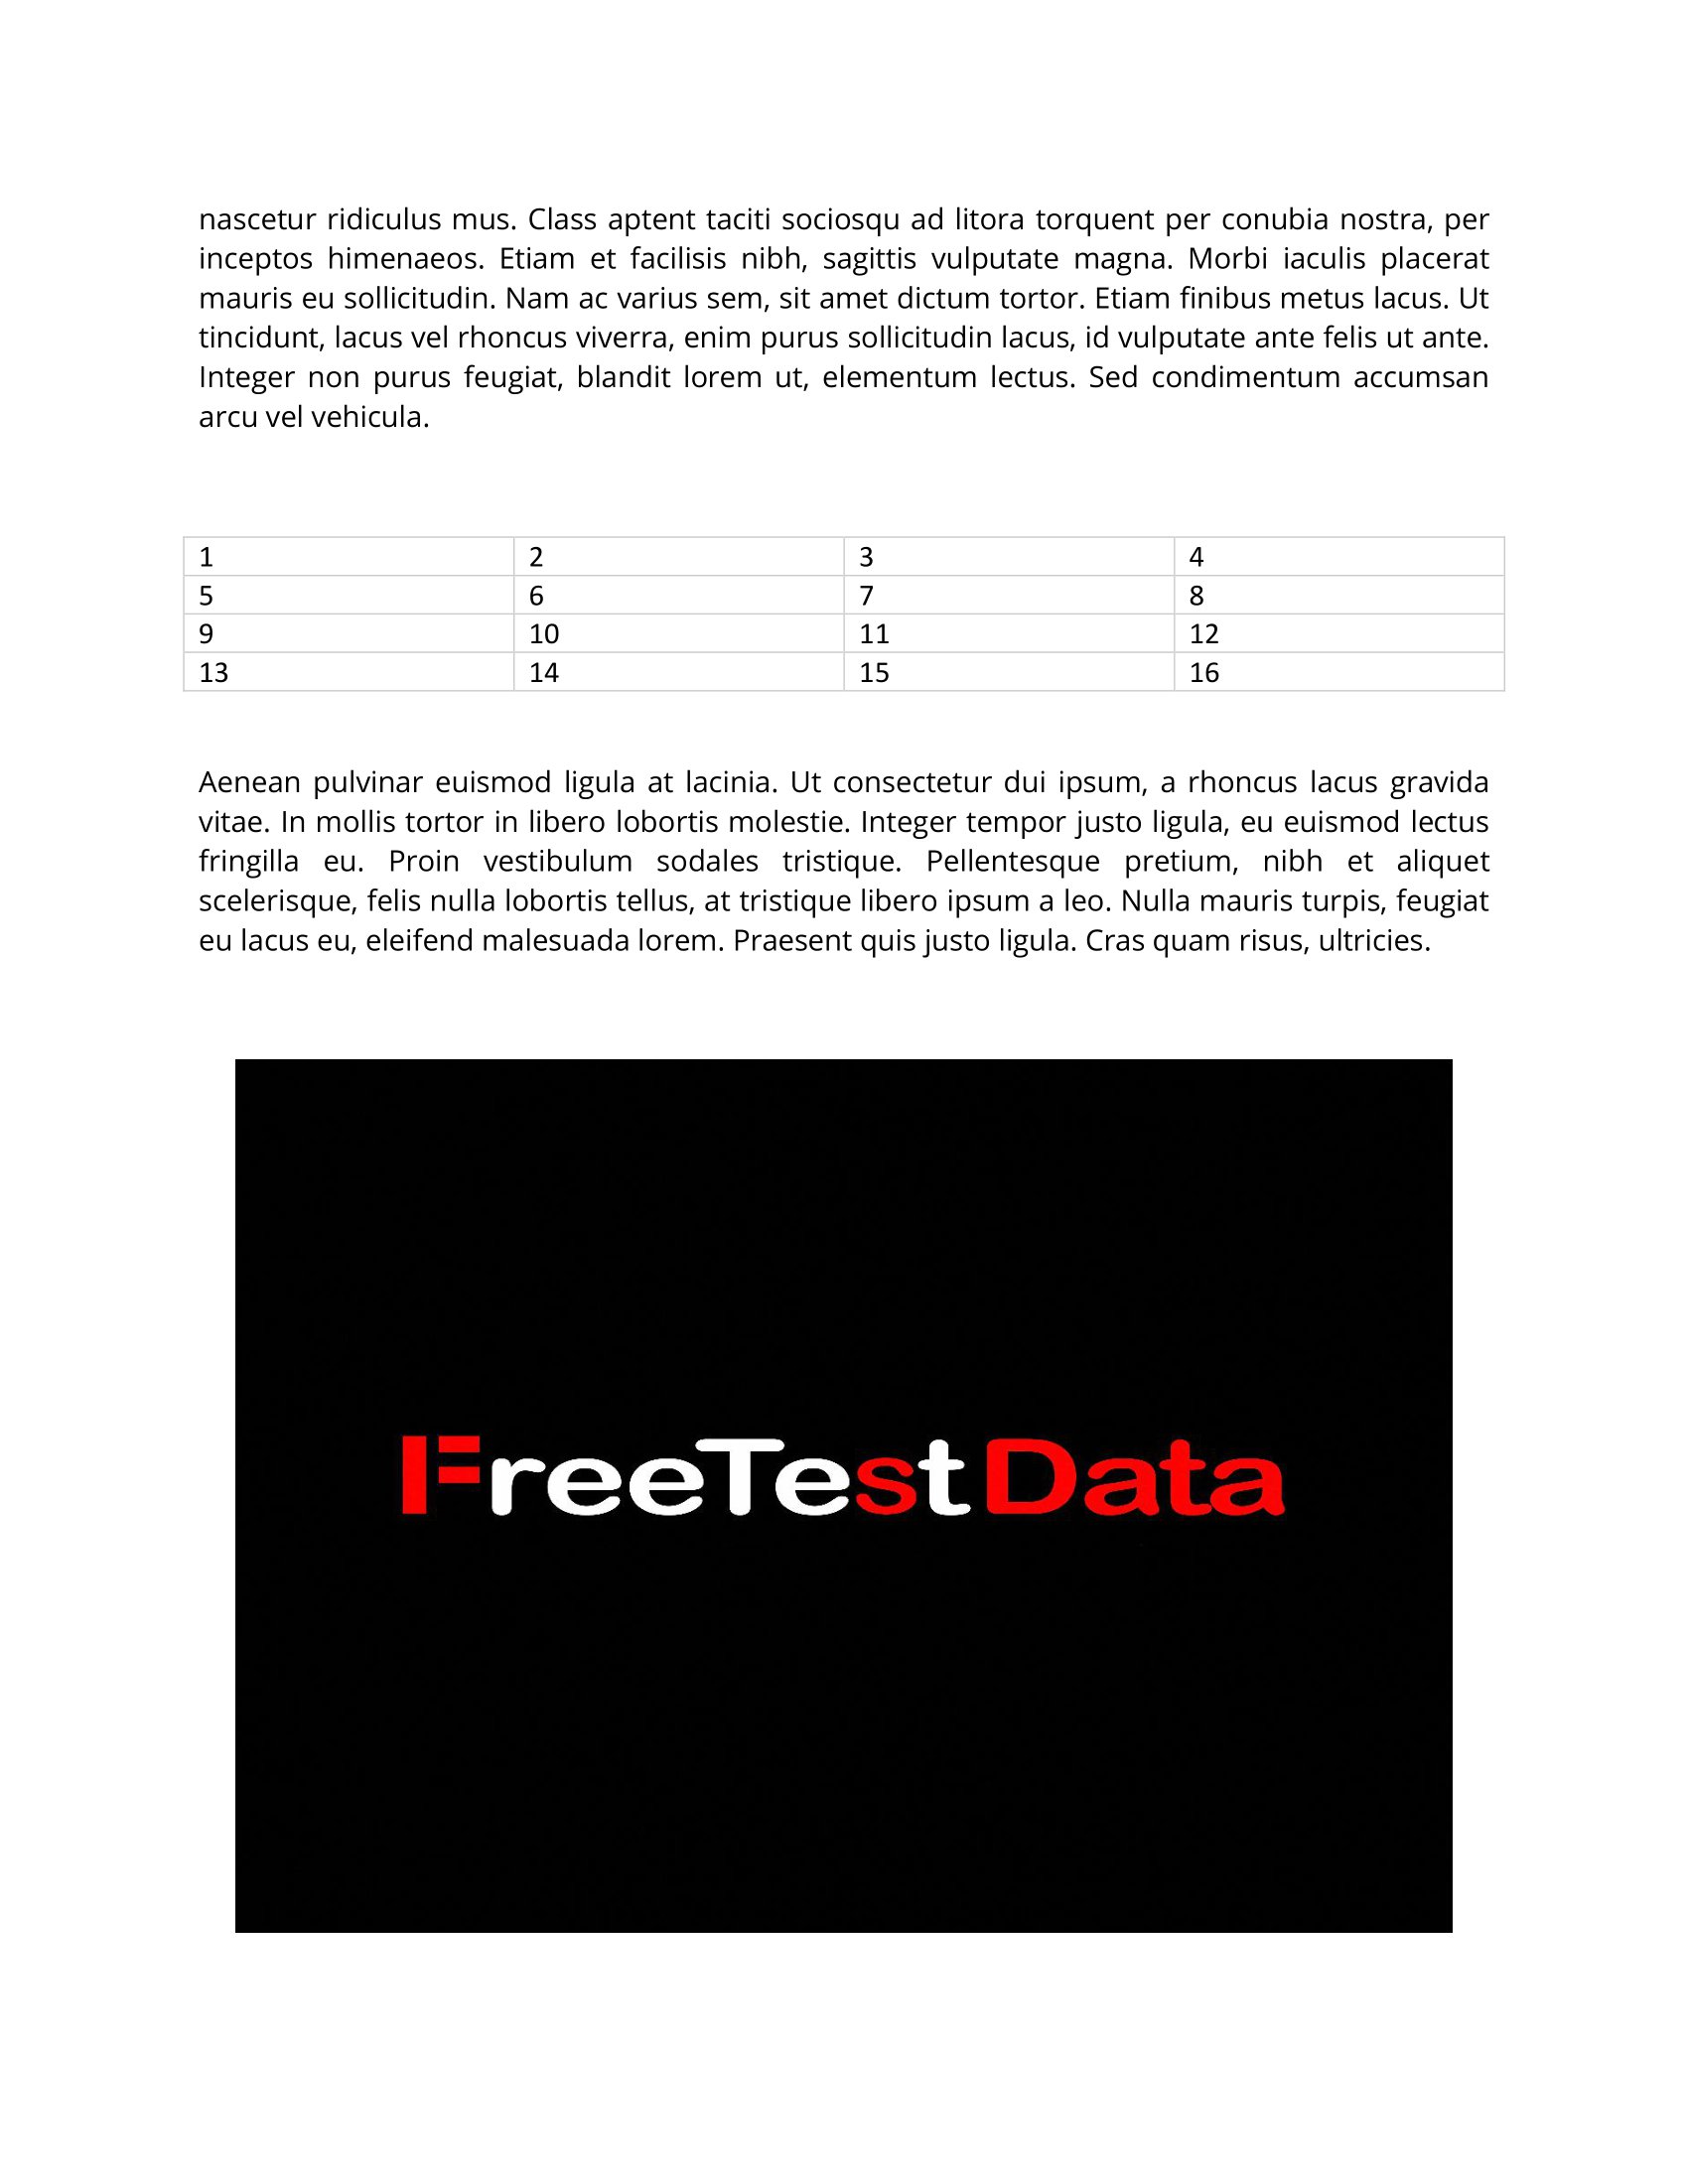 nascetur ridiculus mus. Class aptent taciti sociosqu ad litora torquent per conubia nostra, per
inceptos himenaeos. Etiam et facilisis nibh, sagittis vulputate magna. Morbi iaculis placerat
mauris eu sollicitudin. Nam ac varius sem, sit amet dictum tortor. Etiam finibus metus lacus. Ut
tincidunt, lacus vel rhoncus viverra, enim purus sollicitudin lacus, id vulputate ante felis ut ante.
Integer non purus feugiat, blandit lorem ut, elementum lectus. Sed condimentum accumsan
arcu vel vehicula.
1 2 3 4
5 6 7 8
9 10 11 12
13 14 15 16
Aenean pulvinar euismod ligula at lacinia. Ut consectetur dui ipsum, a rhoncus lacus gravida
vitae. In mollis tortor in libero lobortis molestie. Integer tempor justo ligula, eu euismod lectus
fringilla eu. Proin vestibulum sodales tristique. Pellentesque pretium, nibh et aliquet
scelerisque, felis nulla lobortis tellus, at tristique libero ipsum a leo. Nulla mauris turpis, feugiat
eu lacus eu, eleifend malesuada lorem. Praesent quis justo ligula. Cras quam risus, ultricies.
FreeTestData